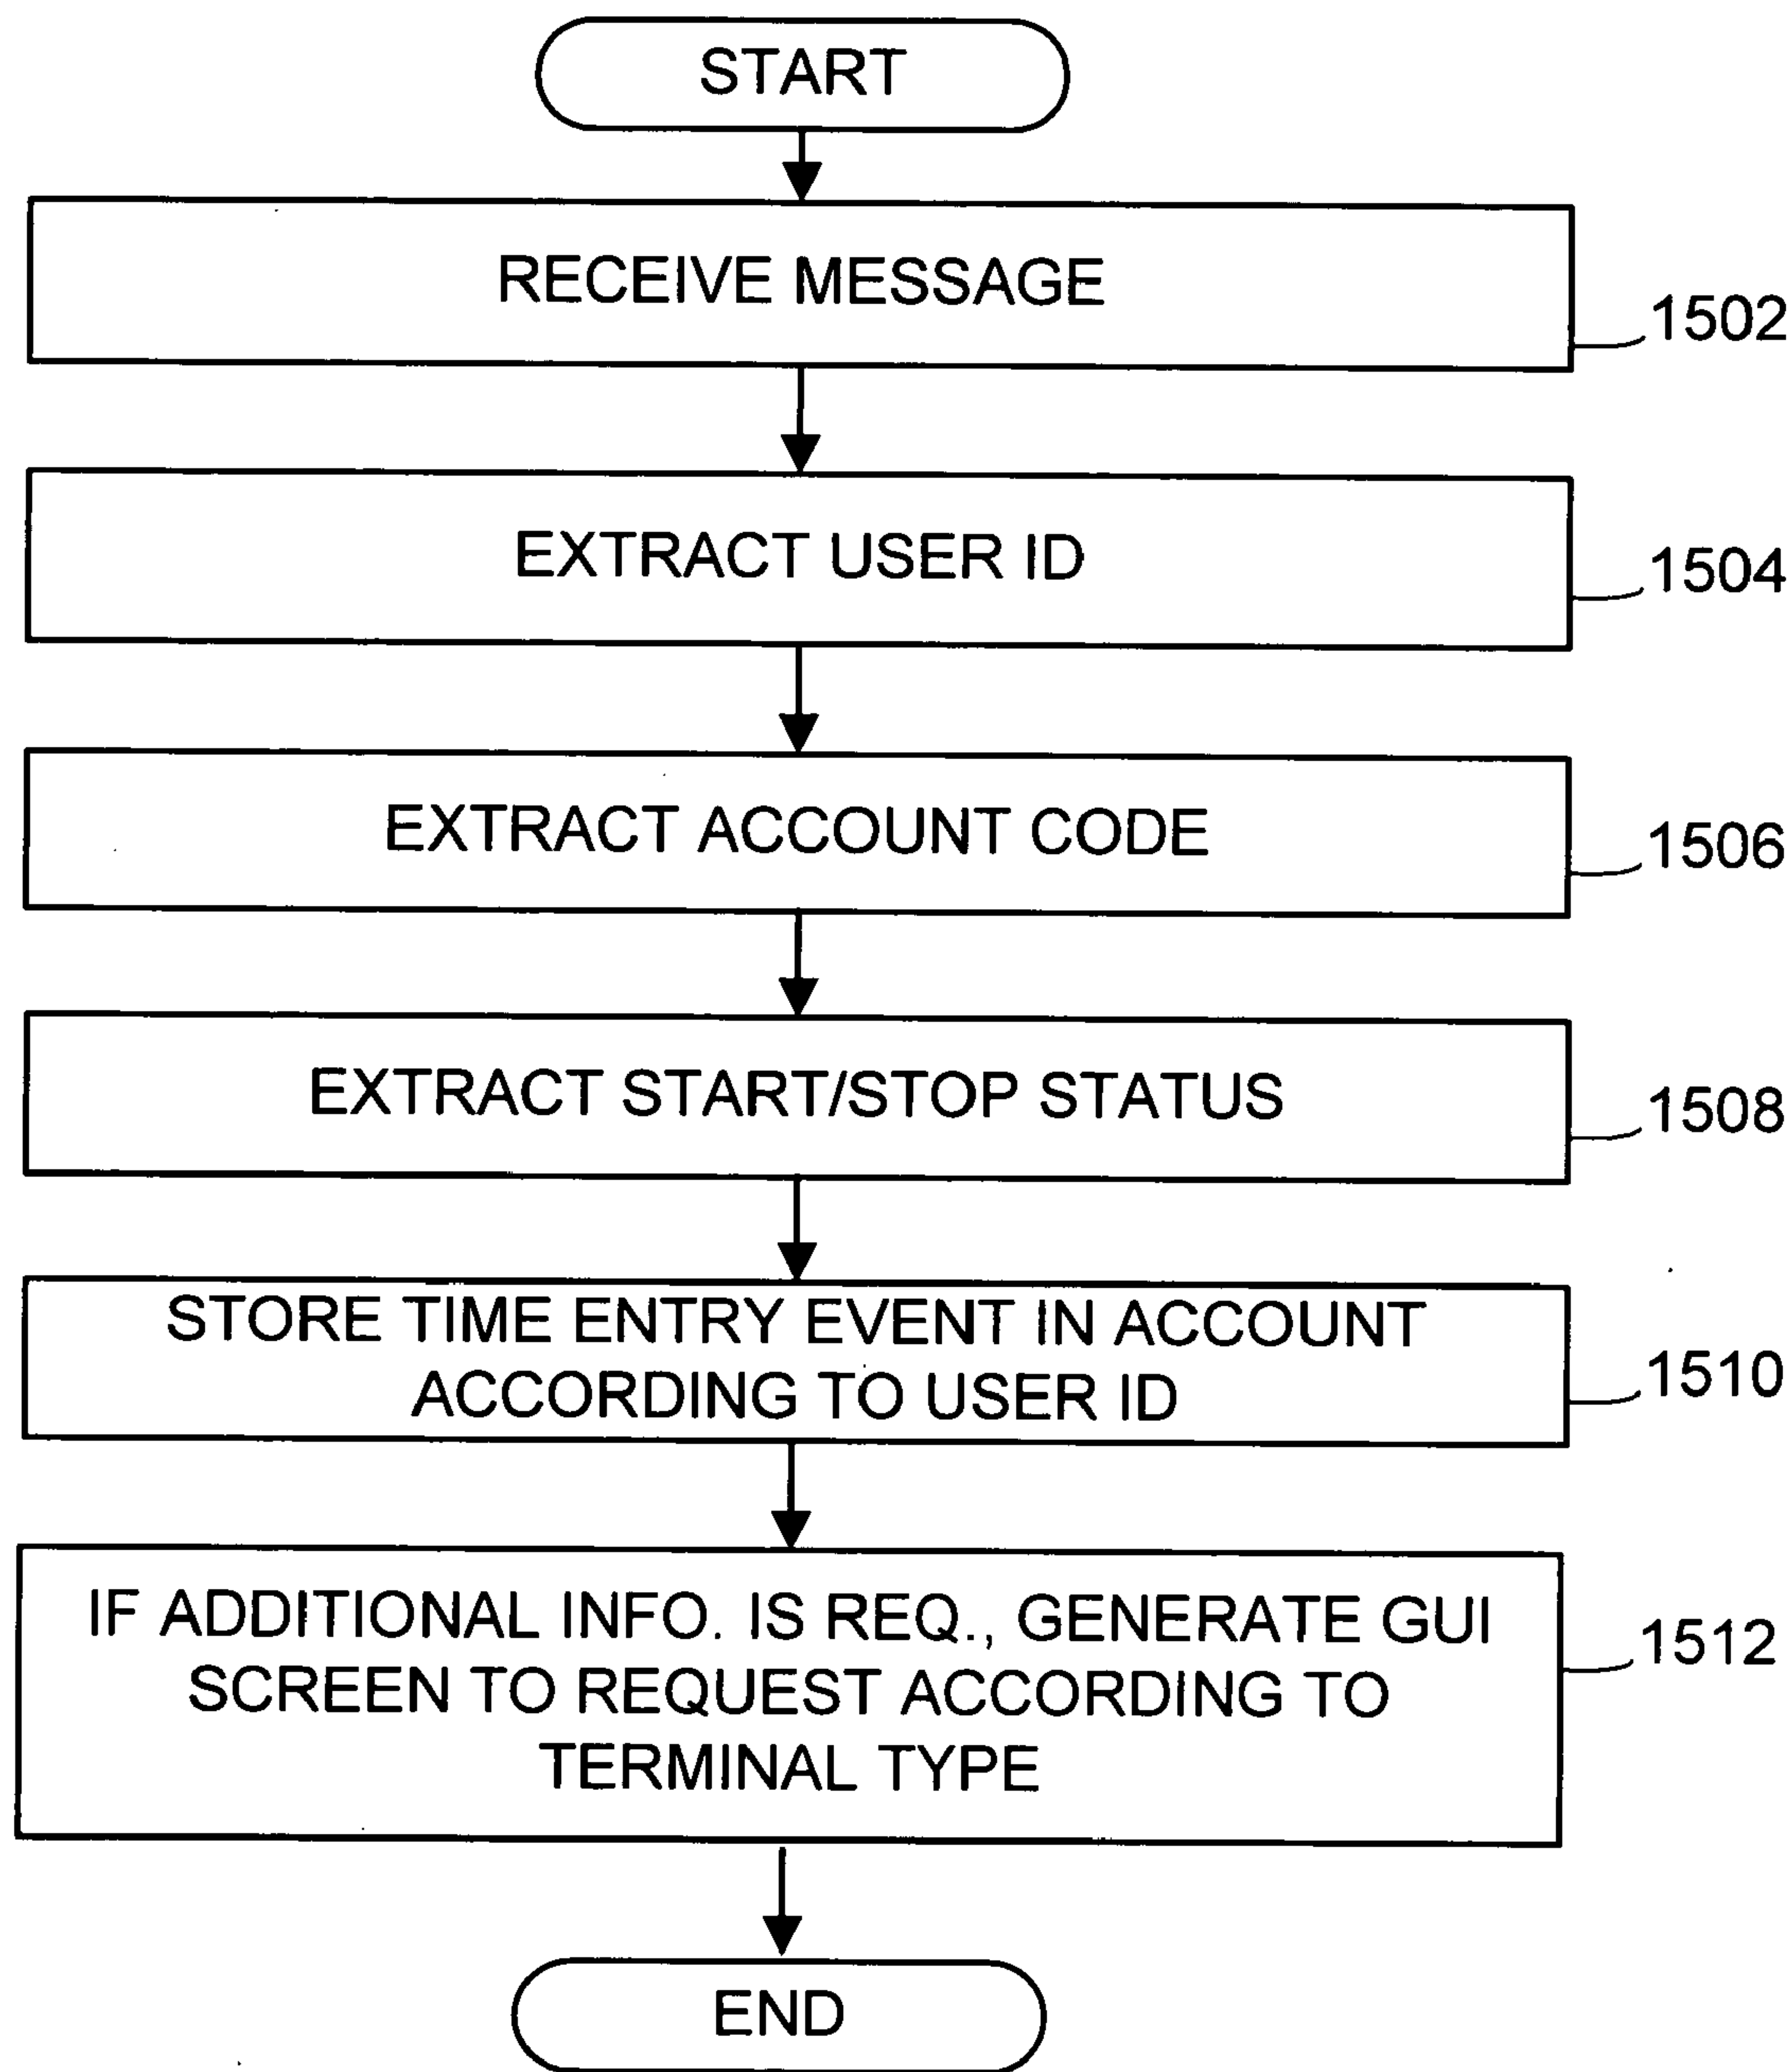 START
RECEIVE MESSAGE
1502
EXTRACT USER ID
1504
EXTRACT ACCOUNT CODE
1506
EXTRACT START/STOP STATUS
1508
STORE TIME ENTRY EVENT IN ACCOUNT
ACCORDING TO USER ID
1510
IF ADDITIONAL INFO. IS REQ., GENERATE GUI
SCREEN TO REQUEST ACCORDING TO
TERMINAL TYPE
1512
END